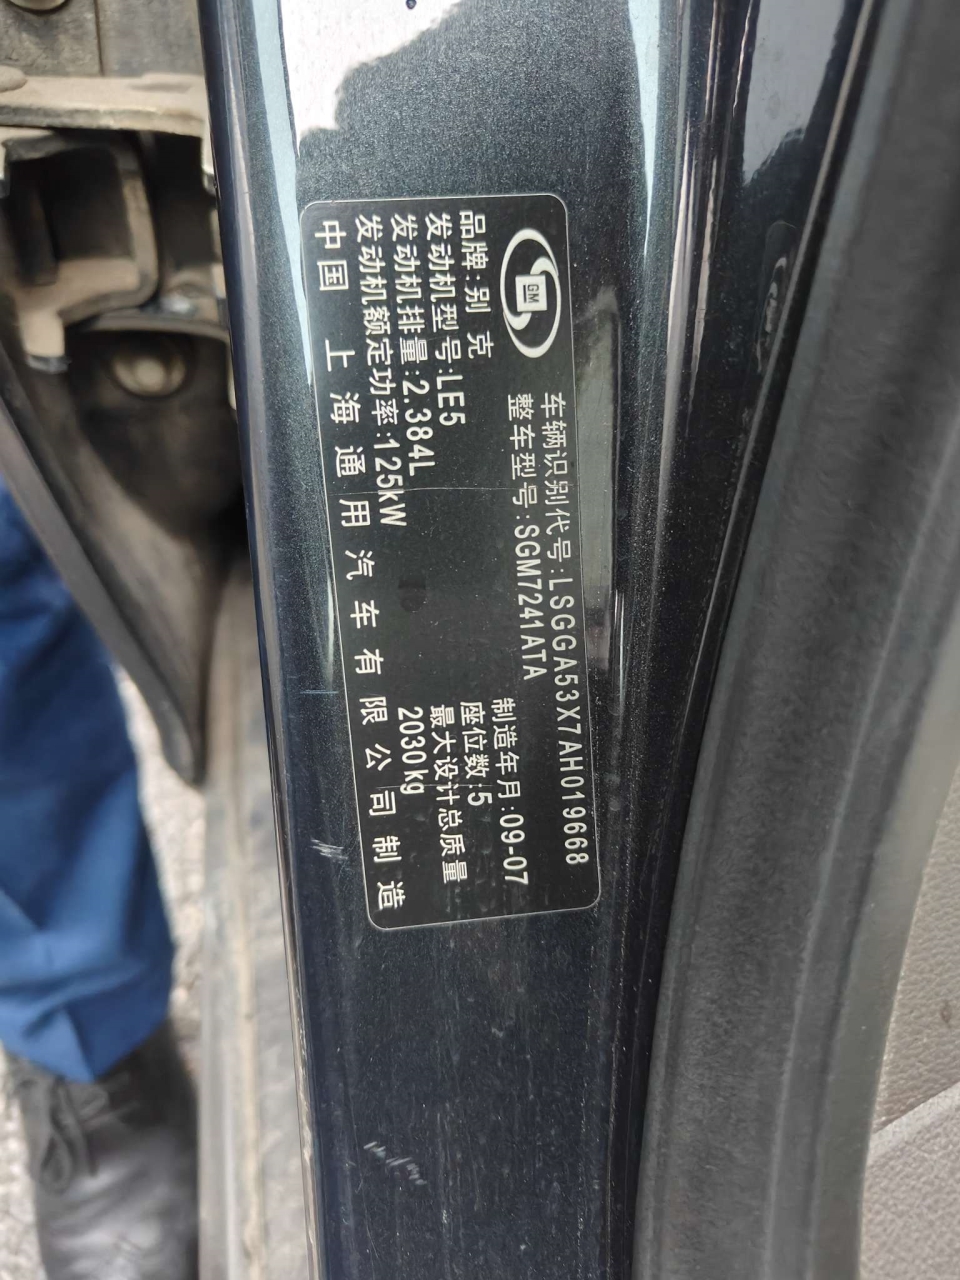 GM
车辆识别代号:LSGGA53X7AH019668
整车型号:SGM7241ATA
制造年月:09-07
品牌:别克
座位数:5
发动机型号:LE5
最大设计总质量
发动机排量:2.384L
2030kg
发动机额定功率:125kW
中国 上海通用汽车有限公司制造